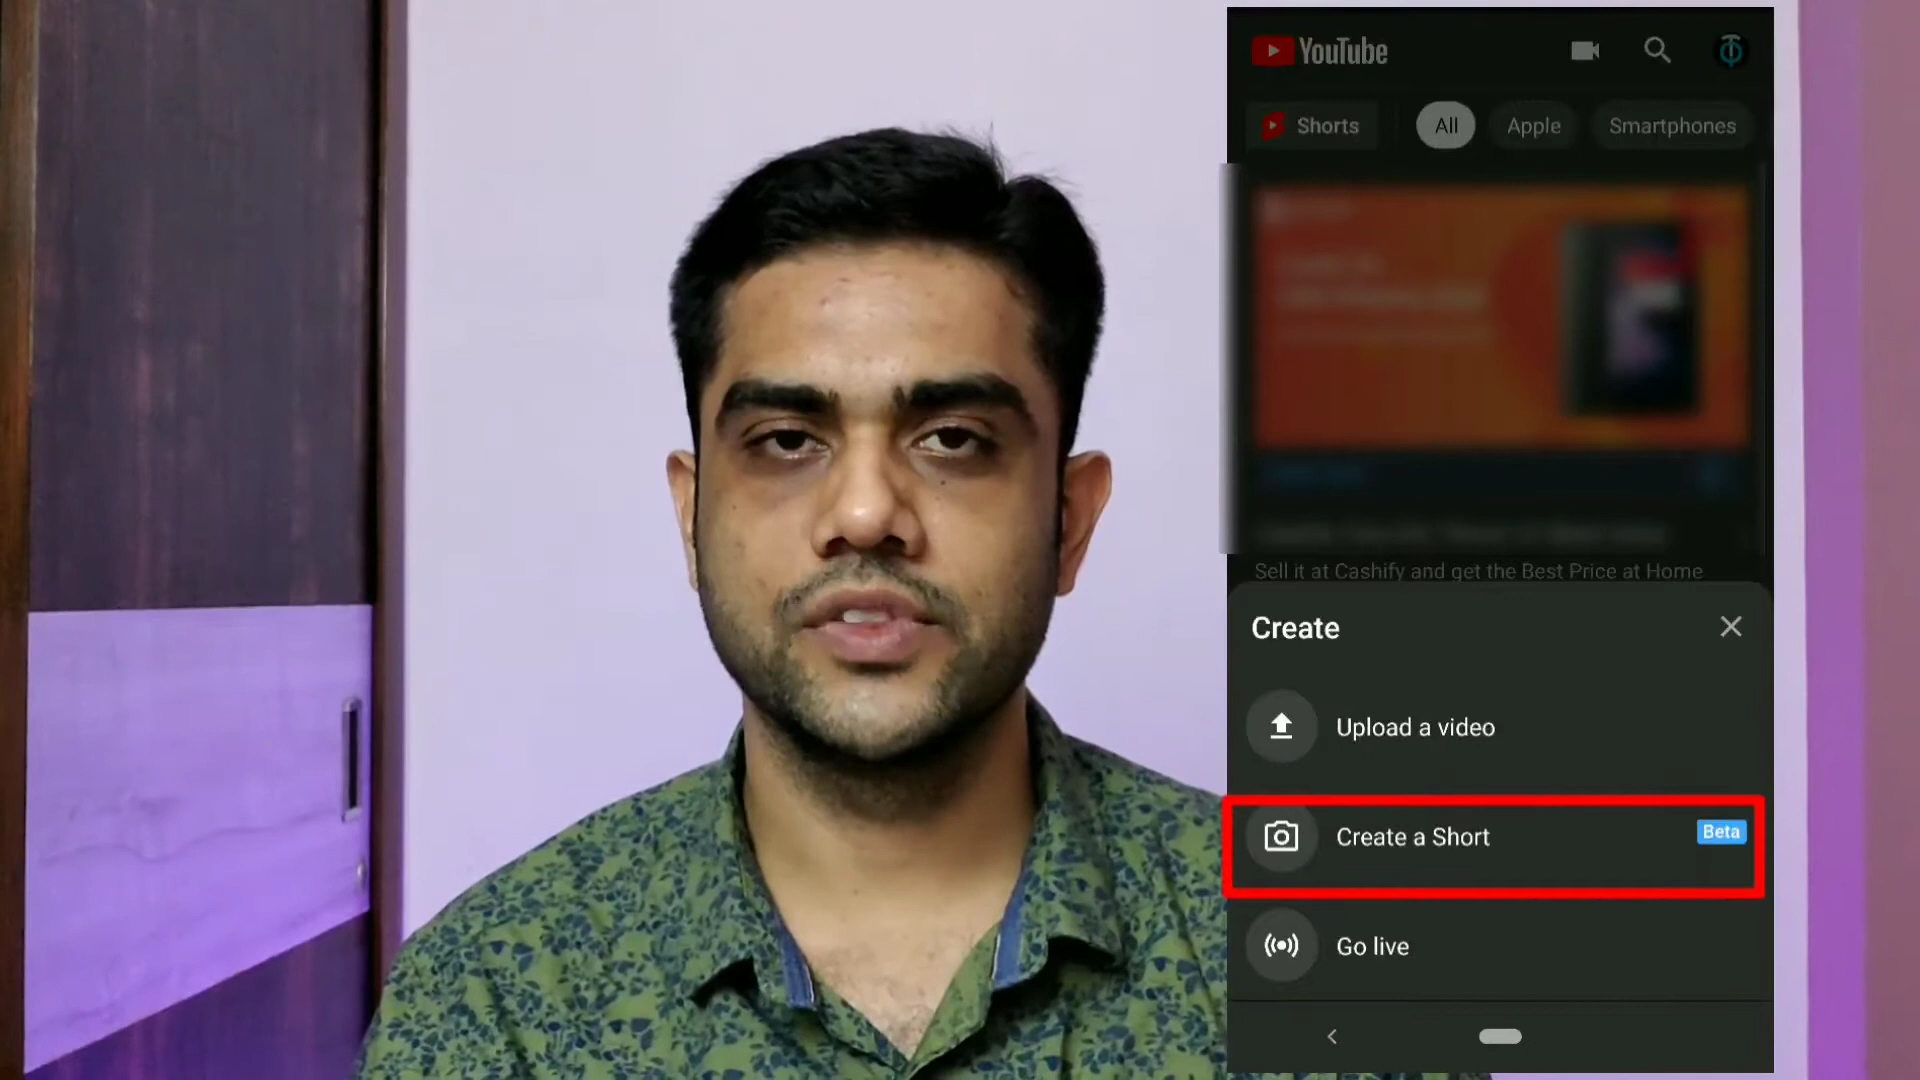 YouTube
Shorts All Apple Smartphones
Sell it at Cashify and get the Best Price at Home
Create
Upload a video
Create a Short Beta
Go live